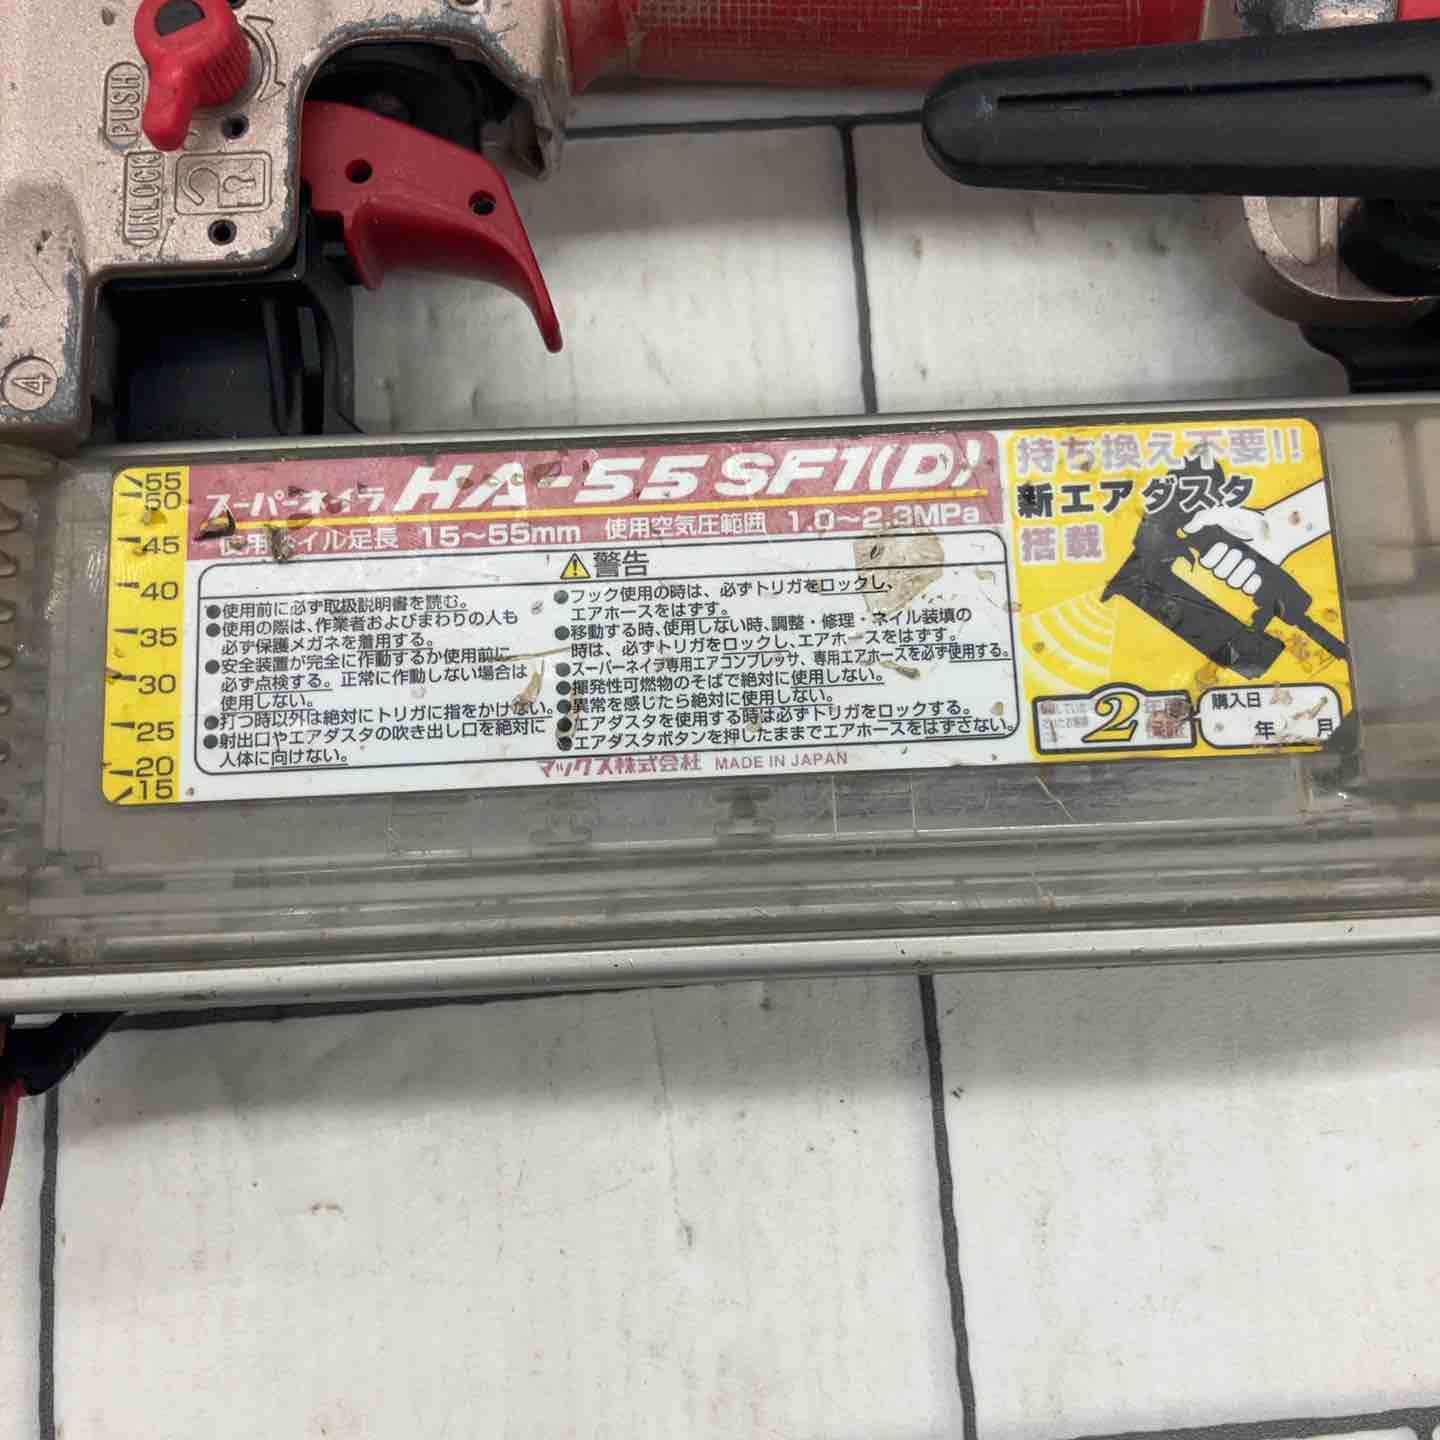 PUSH
UNLOCK
4
55
50
45
40
35
30
25
20
15
スーパーネイラ HA-55SF1(D)
使用ネイル足長 15～55mm 使用空気圧範囲 1.0～2.3MPa
警告
●使用前に必ず取扱説明書を読む。
●使用の際は、作業者およびまわりの人も
必ず保護メガネを着用する。
●安全装置が完全に作動するか使用前に
必ず点検する。正常に作動しない場合は
使用しない。
●打つ時以外は絶対にトリガに指をかけない。
●射出口やエアダスタの吹き出し口を絶対に
人体に向けない。
●フック使用の時は、必ずトリガをロックし、
エアホースをはずす。
●移動する時、使用しない時、調整・修理・ネイル装填の
時は、必ずトリガをロックし、エアホースをはずす。
●スーパーネイラ専用エアコンプレッサ、専用エアホースを必ず使用する。
●揮発性可燃物のそばで絶対に使用しない。
●異常を感じたら絶対に使用しない。
●エアダスタを使用する時は必ずトリガをロックする。
●エアダスタボタンを押したままでエアホースをはずさない。
マックス株式会社 MADE IN JAPAN
持ち換え不要!!
新エアダスタ
搭載
2年間
保証
購入日
年 月